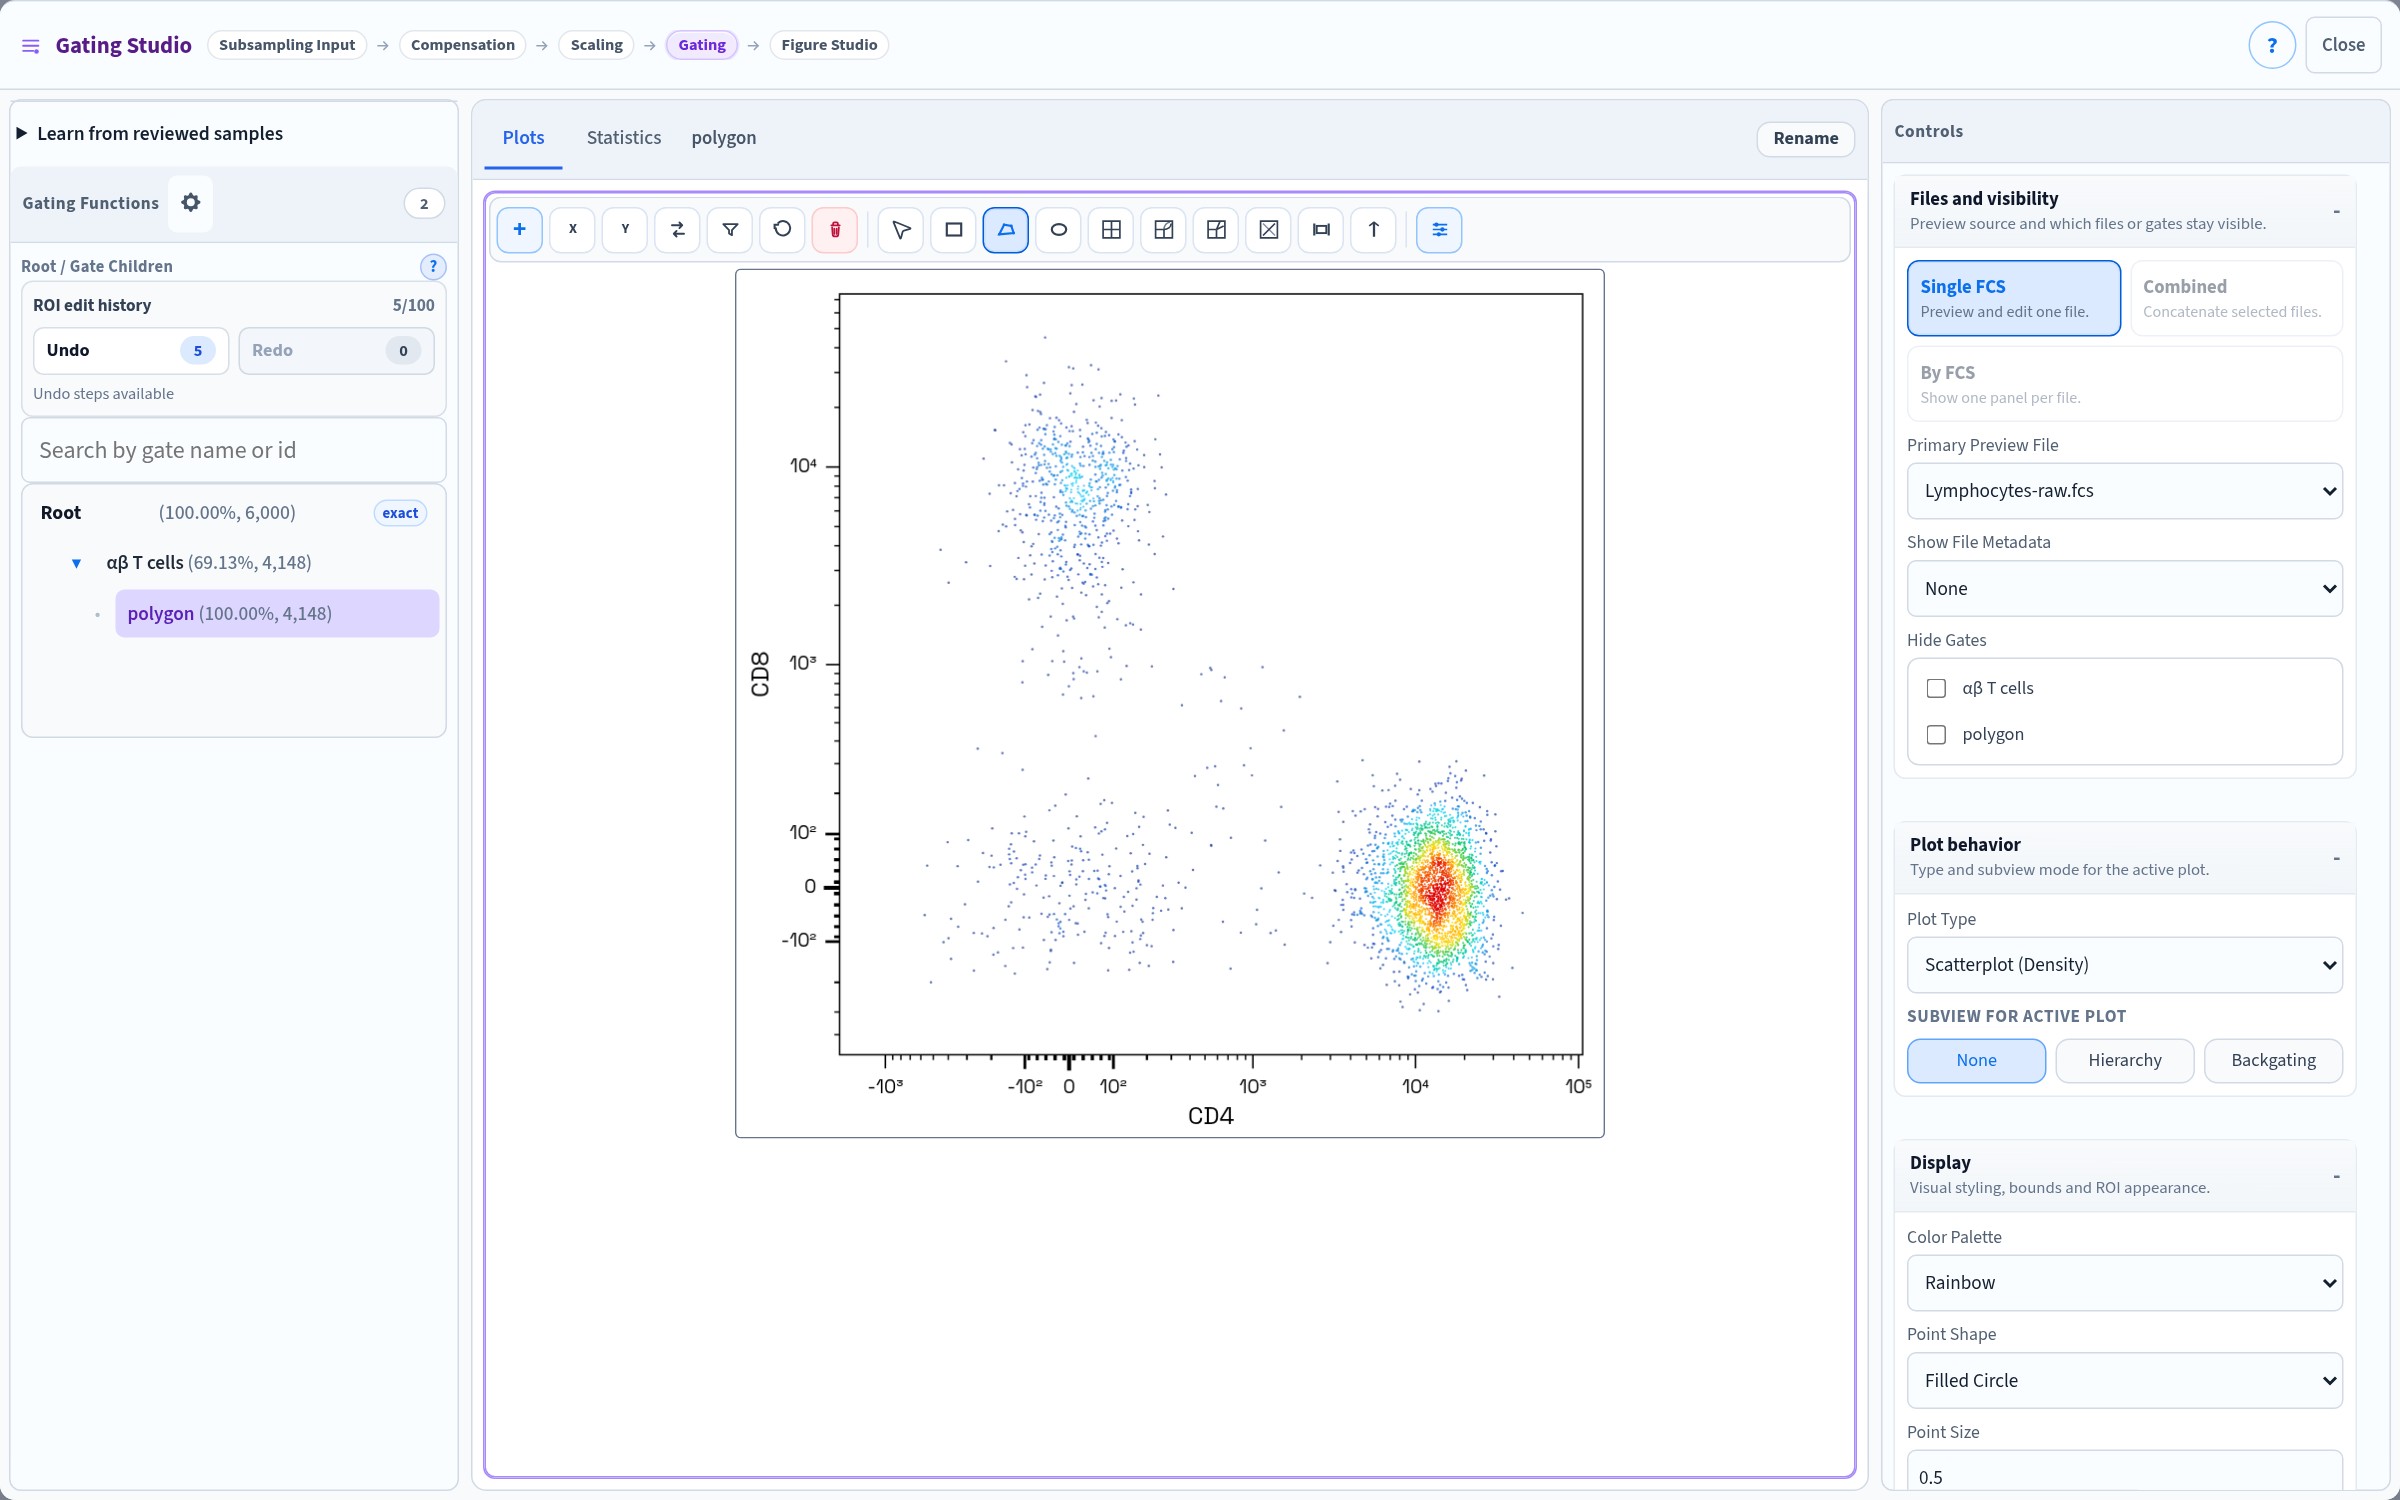 Gating Studio
Subsampling Input → Compensation → Scaling → Gating → Figure Studio
?
Close
Learn from reviewed samples
Gating Functions
2
Root / Gate Children
?
ROI edit history
5/100
Undo 5
Redo 0
Undo steps available
Search by gate name or id
Root (100.00%, 6,000) exact
αβ T cells (69.13%, 4,148)
polygon (100.00%, 4,148)
Plots
Statistics
polygon
Rename
+ X Y
10⁴
10³
10²
0
-10²
CD8
-10³ -10² 0 10² 10³ 10⁴ 10⁵
CD4
Controls
Files and visibility
-
Preview source and which files or gates stay visible.
Single FCS
Preview and edit one file.
Combined
Concatenate selected files.
By FCS
Show one panel per file.
Primary Preview File
Lymphocytes-raw.fcs
Show File Metadata
None
Hide Gates
αβ T cells
polygon
Plot behavior
-
Type and subview mode for the active plot.
Plot Type
Scatterplot (Density)
SUBVIEW FOR ACTIVE PLOT
None
Hierarchy
Backgating
Display
-
Visual styling, bounds and ROI appearance.
Color Palette
Rainbow
Point Shape
Filled Circle
Point Size
0.5